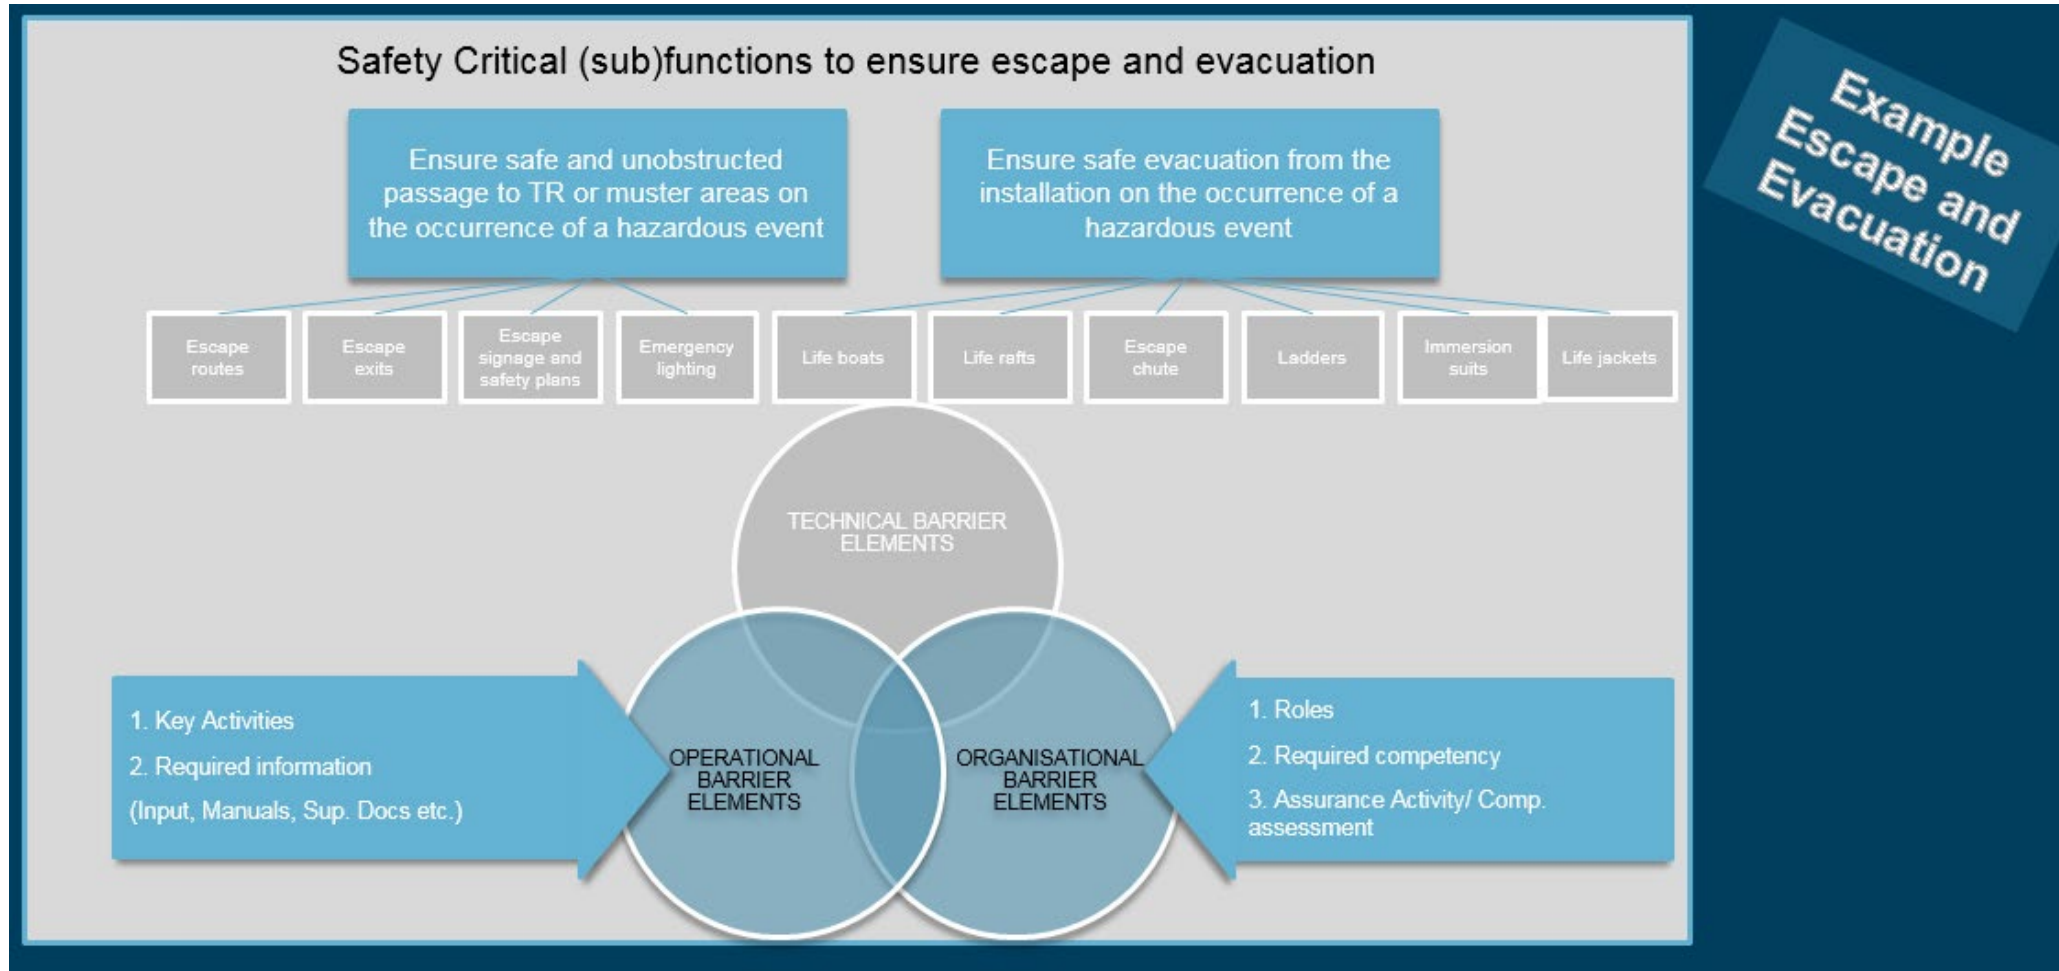 Safety Critical (sub)functions to ensure escape and evacuation
Example
Escape and
Evacuation
Ensure safe and unobstructed
passage to TR or muster areas on
the occurrence of a hazardous event
Ensure safe evacuation from the
installation on the occurrence of a
hazardous event
Escape
routes
Escape
exits
Escape
signage and
safety plans
Emergency
lighting
Life boats
Life rafts
Escape
chute
Ladders
Immersion
suits
Life jackets
TECHNICAL BARRIER
ELEMENTS
1. Key Activities
2. Required information
(Input, Manuals, Sup. Docs etc.)
OPERATIONAL
BARRIER
ELEMENTS
ORGANISATIONAL
BARRIER
ELEMENTS
1. Roles
2. Required competency
3. Assurance Activity/ Comp.
assessment